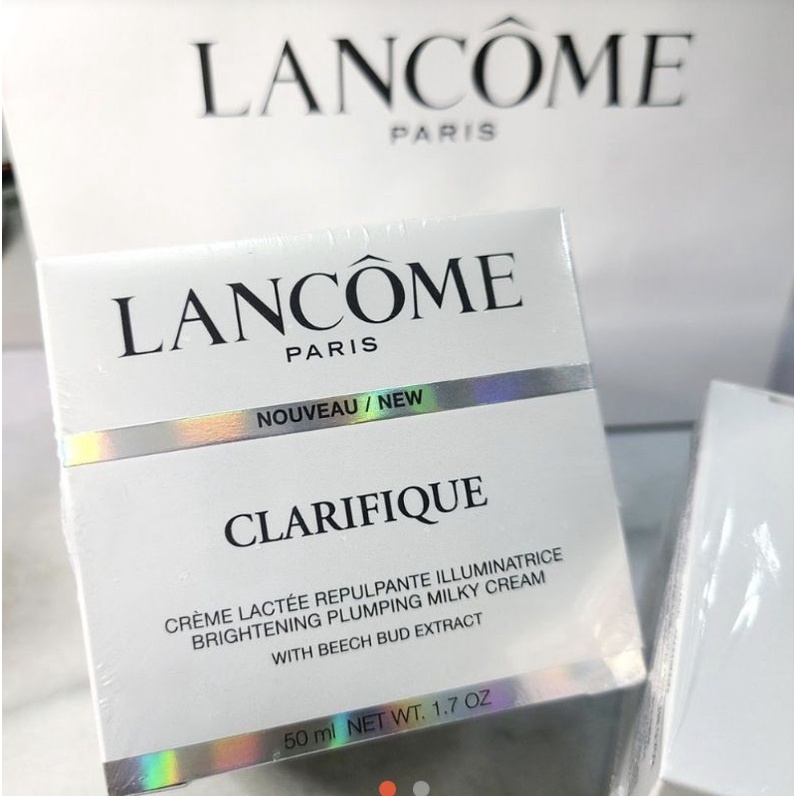 LANCÔME
PARIS
LANCÔME
PARIS
NOUVEAU / NEW
CLARIFIQUE
CRÈME LACTÉE REPULPANTE ILLUMINATRICE
BRIGHTENING PLUMPING MILKY CREAM
WITH BEECH BUD EXTRACT
50 ml NET WT. 1.7 OZ